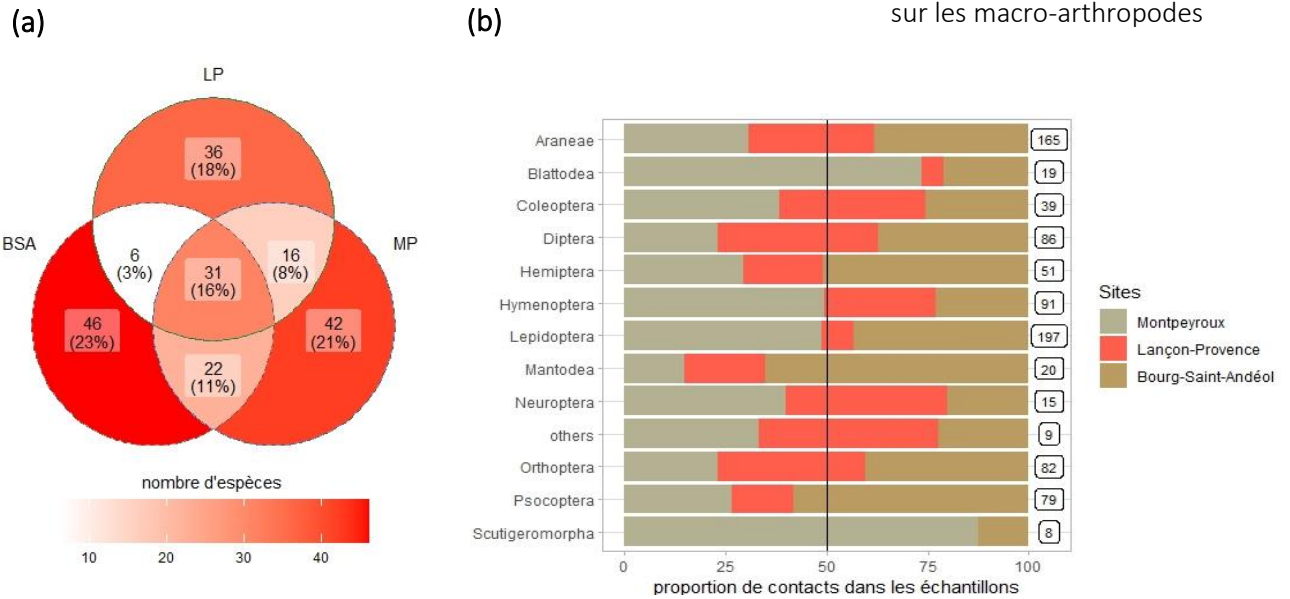 sur les macro-arthropodes
(a)
LP
36
(18%)
BSA
MP
6
(3%)
16
(8%)
31
(16%)
46
(23%)
42
(21%)
22
(11%)
nombre d'espèces
10 20 30 40
(b)
Araneae 165
Blattodea 19
Coleoptera 39
Diptera 86
Hemiptera 51
Hymenoptera 91
Lepidoptera 197
Mantodea 20
Neuroptera 15
others 9
Orthoptera 82
Psocoptera 79
Scutigeromorpha 8
0 25 50 75 100
proportion de contacts dans les échantillons
Sites
Montpeyroux
Lançon-Provence
Bourg-Saint-Andéol